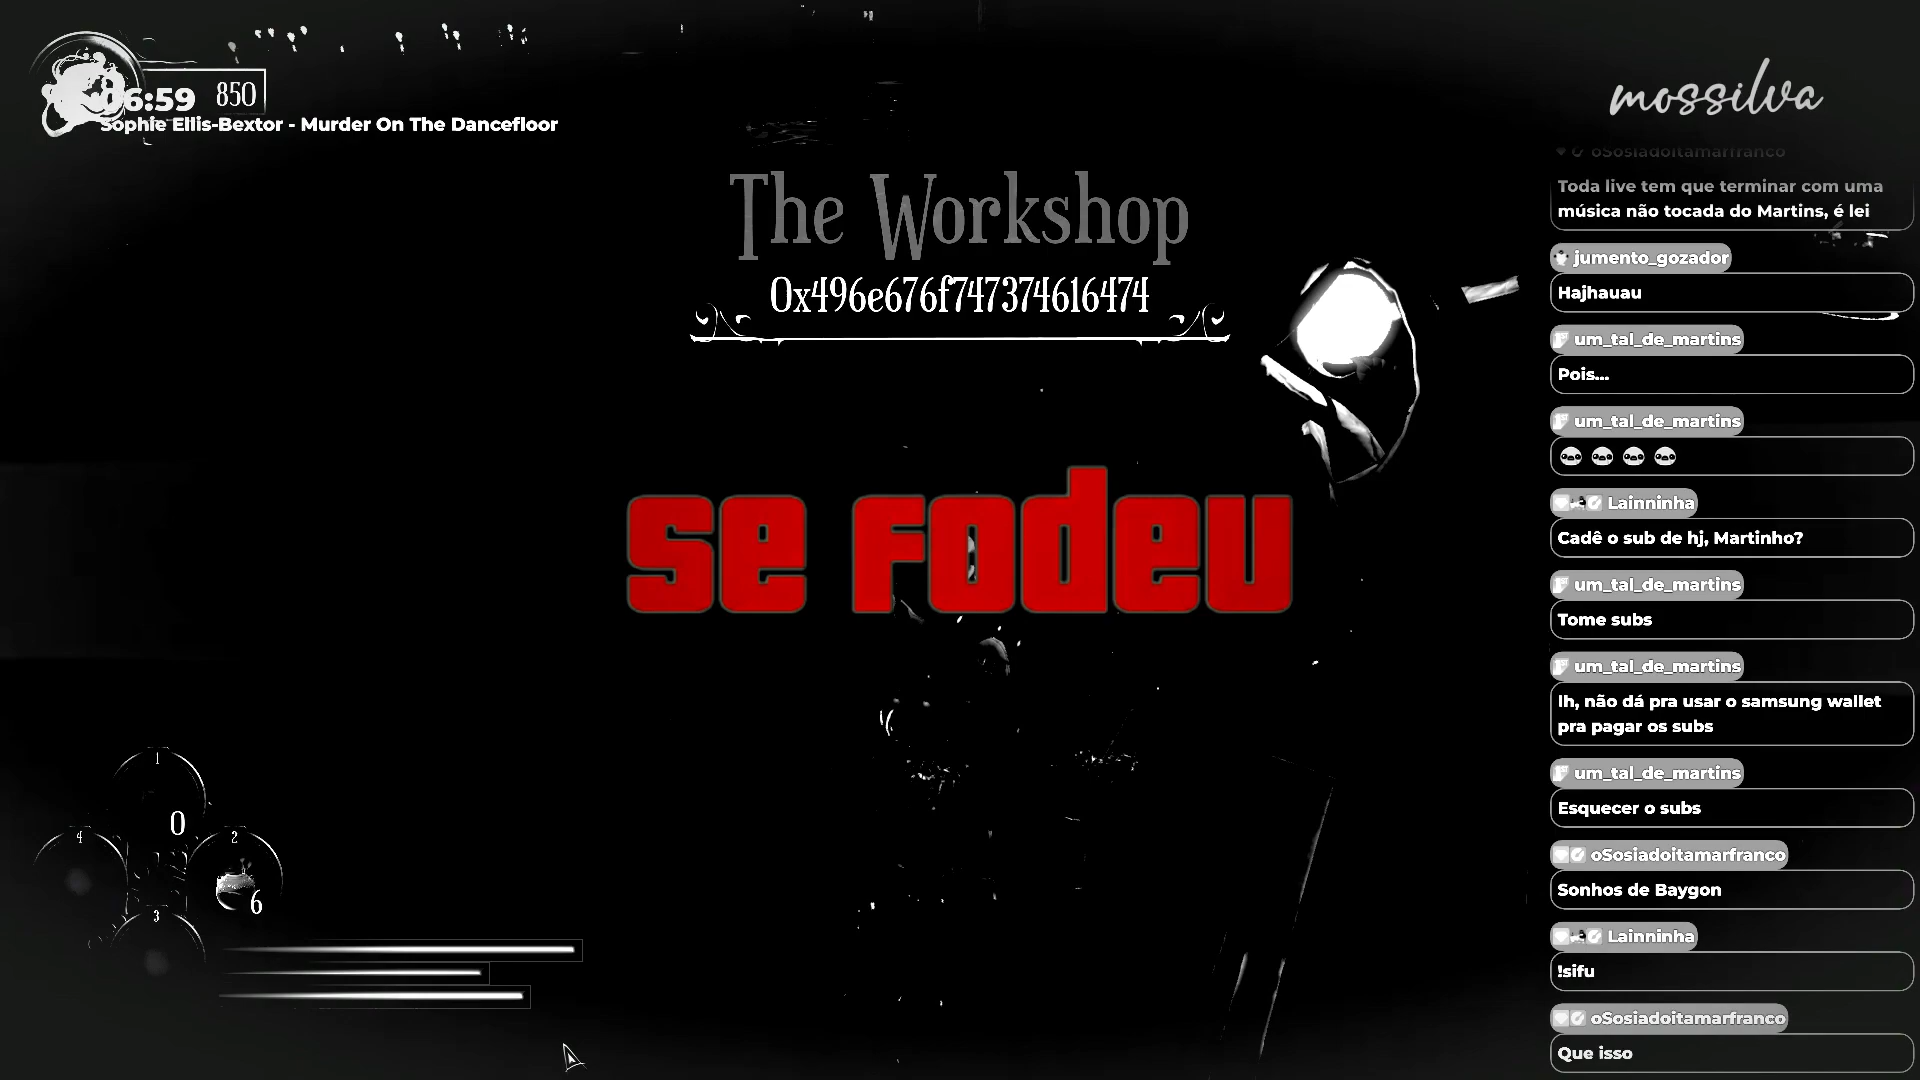 06:59
850
Sophie Ellis-Bextor - Murder On The Dancefloor
The Workshop
0x496e676f747374616474
se fodeu
1
0
4
2
6
3
mossilva
oSosiadoitamarfranco
Toda live tem que terminar com uma
música não tocada do Martins, é lei
jumento_gozador
Hajhauau
um_tal_de_martins
Pois...
um_tal_de_martins
Lainninha
Cadê o sub de hj, Martinho?
um_tal_de_martins
Tome subs
um_tal_de_martins
Ih, não dá pra usar o samsung wallet
pra pagar os subs
um_tal_de_martins
Esquecer o subs
oSosiadoitamarfranco
Sonhos de Baygon
Lainninha
!sifu
oSosiadoitamarfranco
Que isso